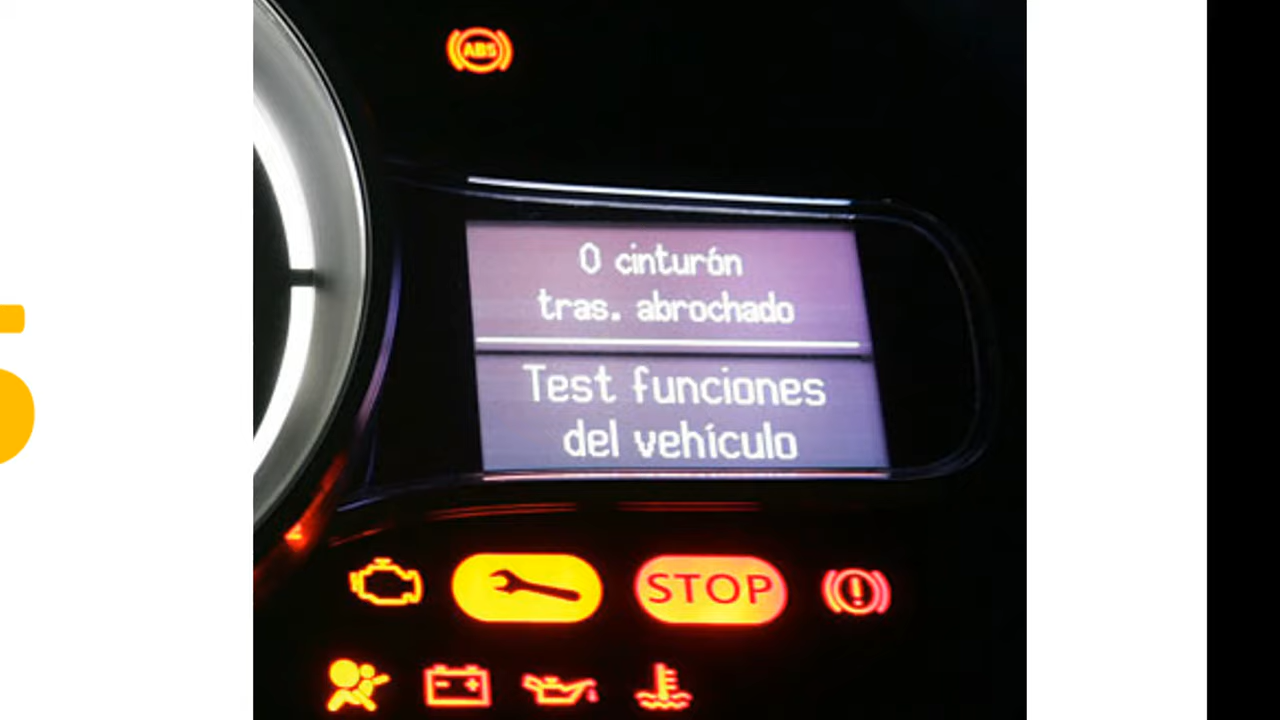 ABS
0 cinturón
tras. abrochado
Test funciones
del vehículo
STOP